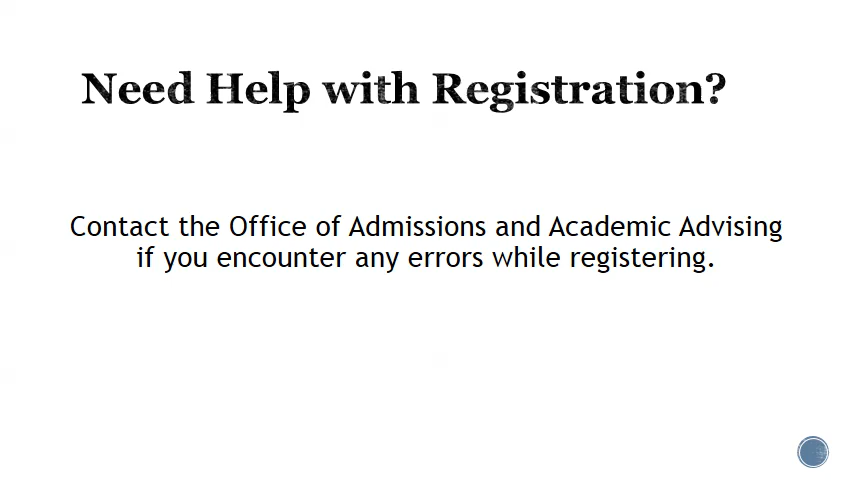 Need Help with Registration?
Contact the Office of Admissions and Academic Advising
if you encounter any errors while registering.